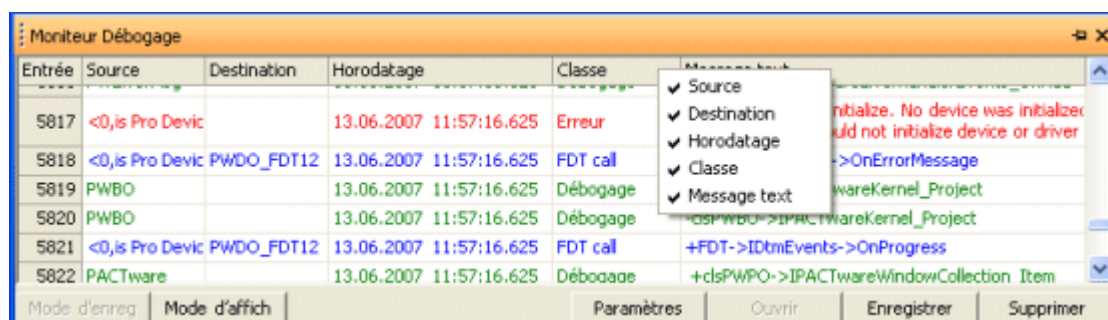 Moniteur Débogage
Entrée Source Destination Horodatage Classe
Source
Destination
Horodatage
Classe
Message text
5817 <0,is Pro Devic 13.06.2007 11:57:16.625 Erreur nitialize. No device was initialized
uld not initialize device or driver
5818 <0,is Pro Devic PWDO_FDT12 13.06.2007 11:57:16.625 FDT call ->OnErrorMessage
5819 PWBO 13.06.2007 11:57:16.625 Débogage wareKernel_Project
5820 PWBO 13.06.2007 11:57:16.625 Débogage -clsPWBO->IPACTwareKernel_Project
5821 <0,is Pro Devic PWDO_FDT12 13.06.2007 11:57:16.625 FDT call +FDT->IDtmEvents->OnProgress
5822 PACTware 13.06.2007 11:57:16.625 Débogage +clsPWPO->IPACTwareWindowCollection_Item
Mode d'enreg Mode d'affich Paramètres Ouvrir Enregistrer Supprimer